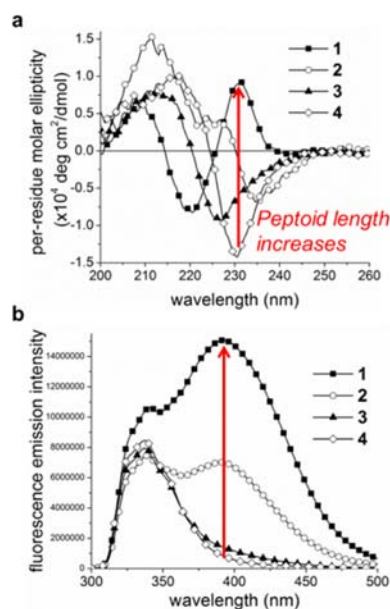 a
1.5
1.0
0.5
0.0
-0.5
-1.0
-1.5
per-residue molar ellipticity
(x10⁴ deg cm²/dmol)
1
2
3
4
Peptoid length
increases
200 210 220 230 240 250 260
wavelength (nm)
b
14000000
12000000
10000000
8000000
6000000
4000000
2000000
0
fluorescence emission intensity
1
2
3
4
300 350 400 450 500
wavelength (nm)